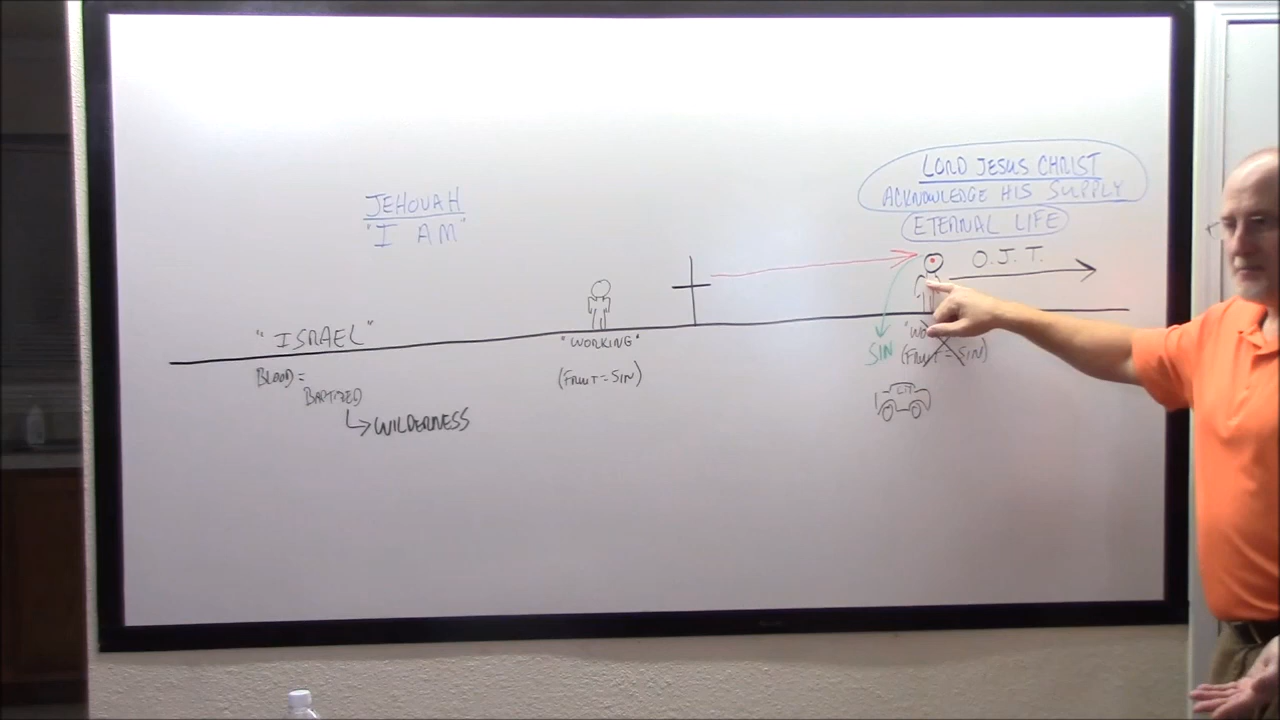 JEHOVAH
"I AM"
"ISRAEL"
BLOOD=
BAPTIZED
WILDERNESS
"WORKING"
(FRUIT=SIN)
LORD JESUS CHRIST
ACKNOWLEDGE HIS SUPPLY
ETERNAL LIFE
O.J.T.
SIN
(FRUIT=SIN)